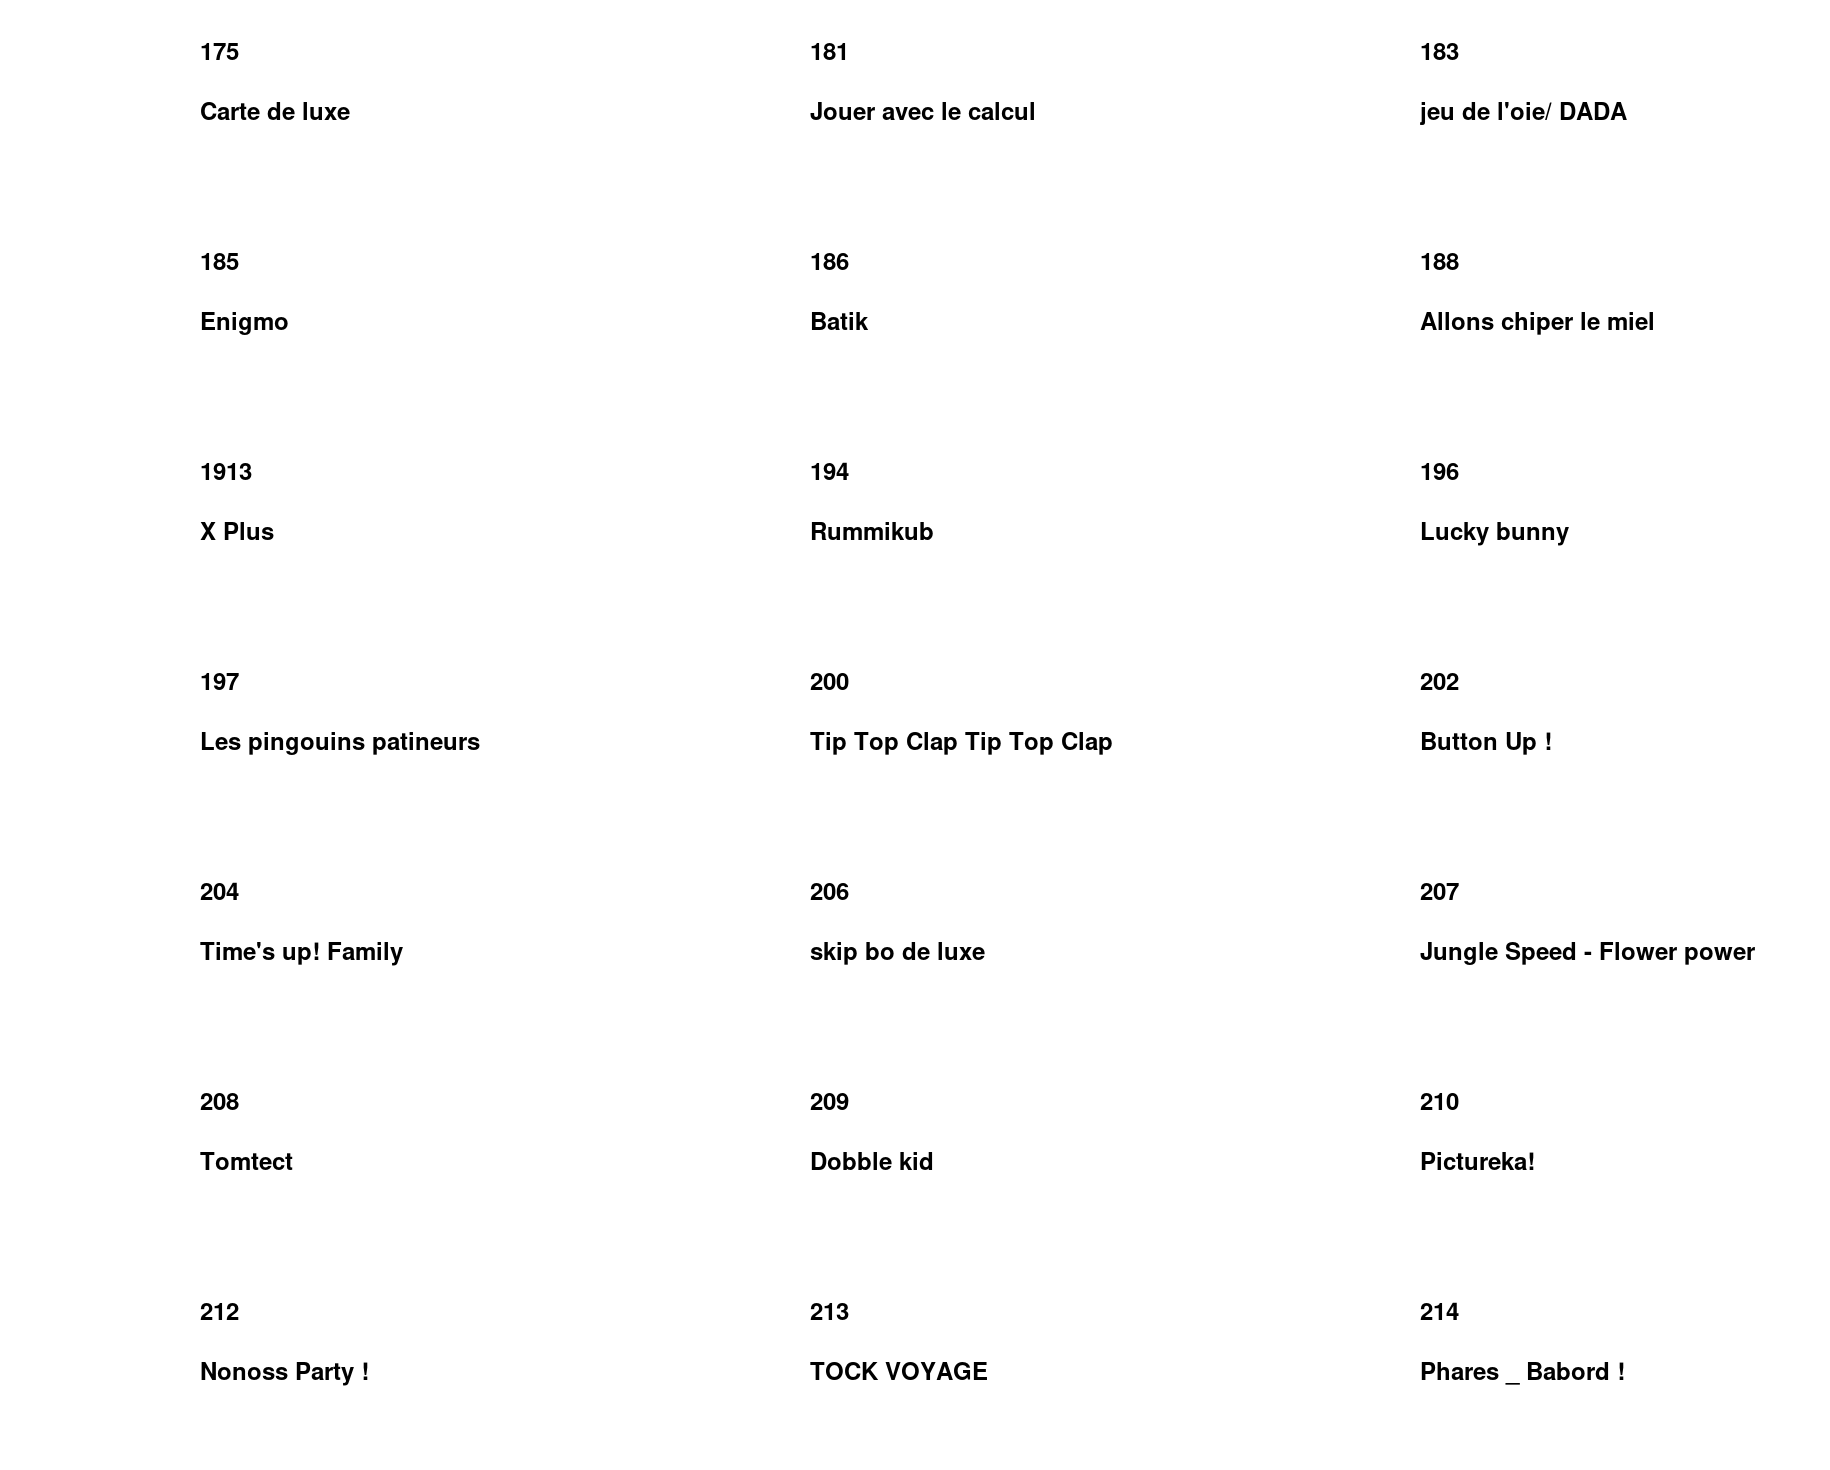 175
Carte de luxe
181
Jouer avec le calcul
183
jeu de l'oie/ DADA
185
Enigmo
186
Batik
188
Allons chiper le miel
1913
X Plus
194
Rummikub
196
Lucky bunny
197
Les pingouins patineurs
200
Tip Top Clap Tip Top Clap
202
Button Up !
204
Time's up! Family
206
skip bo de luxe
207
Jungle Speed - Flower power
208
Tomtect
209
Dobble kid
210
Pictureka!
212
Nonoss Party !
213
TOCK VOYAGE
214
Phares _ Babord !